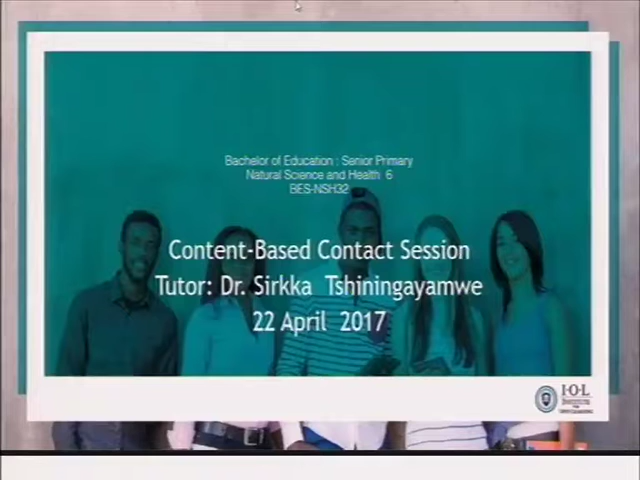 Bachelor of Education : Senior Primary
Natural Science and Health 6
BES-NSH32
Content-Based Contact Session
Tutor: Dr. Sirkka Tshiningayamwe
22 April 2017
I·O·L
Institute